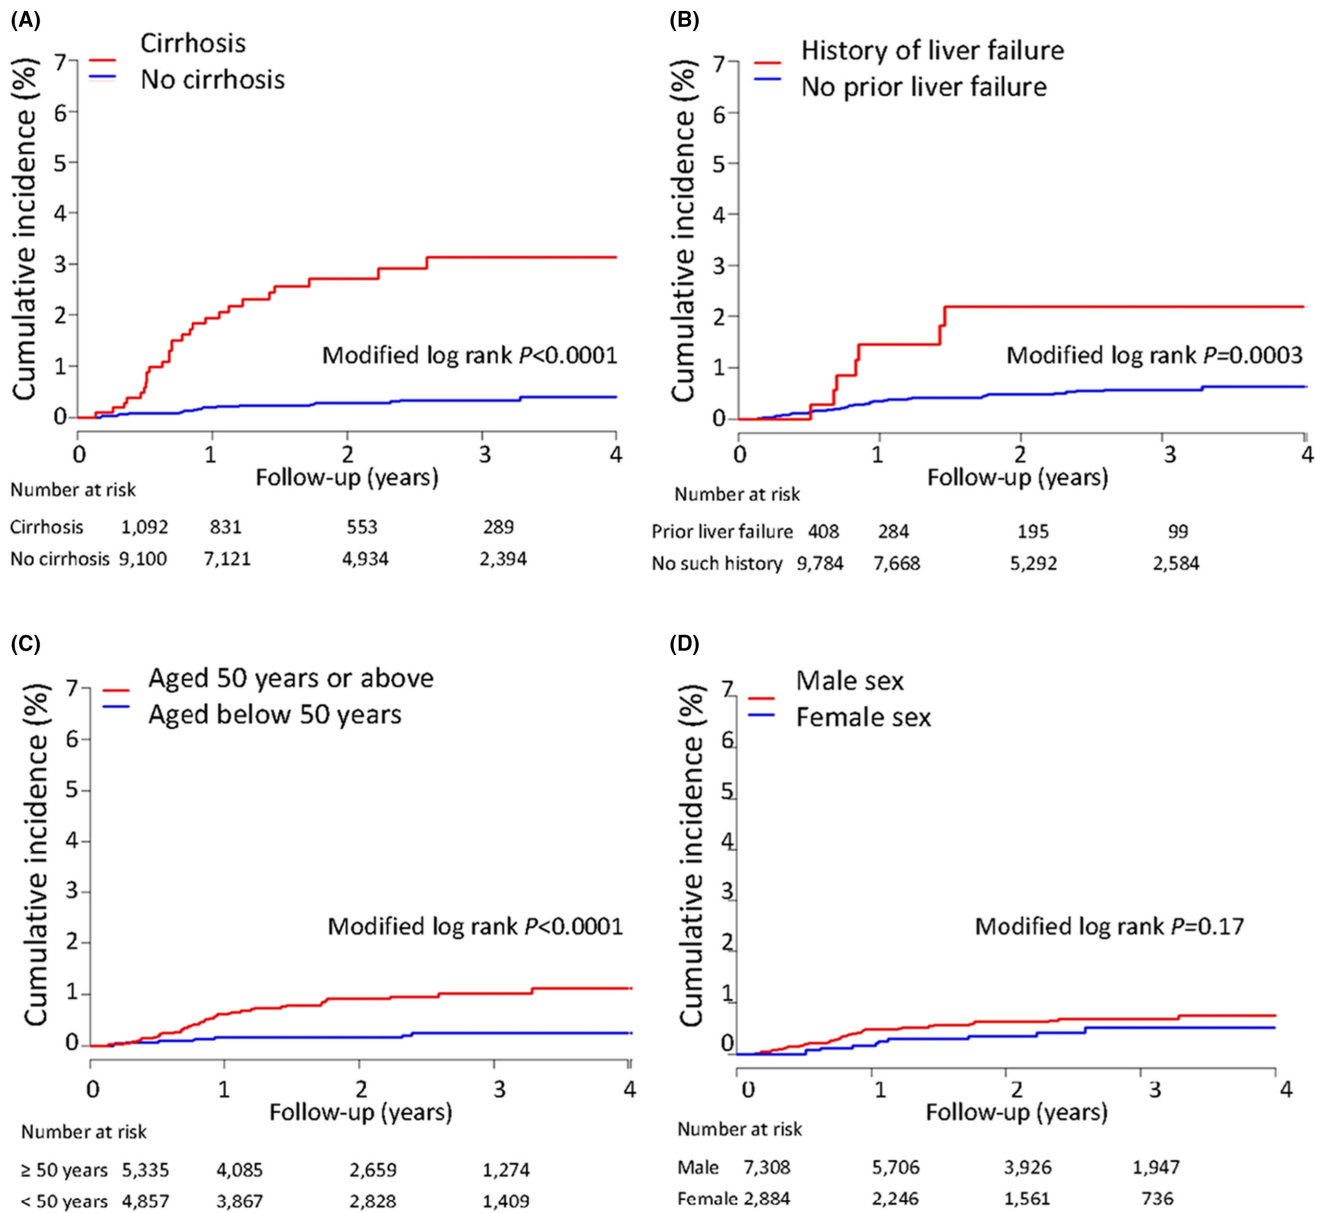 (A)
Cirrhosis
No cirrhosis
Cumulative incidence (%)
7
6
5
4
3
2
1
0
0 1 2 3 4
Follow-up (years)
Modified log rank P<0.0001
Number at risk
Cirrhosis 1,092 831 553 289
No cirrhosis 9,100 7,121 4,934 2,394
(B)
History of liver failure
No prior liver failure
Cumulative incidence (%)
7
6
5
4
3
2
1
0
0 1 2 3 4
Follow-up (years)
Modified log rank P=0.0003
Number at risk
Prior liver failure 408 284 195 99
No such history 9,784 7,668 5,292 2,584
(C)
Aged 50 years or above
Aged below 50 years
Cumulative incidence (%)
7
6
5
4
3
2
1
0
0 1 2 3 4
Follow-up (years)
Modified log rank P<0.0001
Number at risk
≥ 50 years 5,335 4,085 2,659 1,274
< 50 years 4,857 3,867 2,828 1,409
(D)
Male sex
Female sex
Cumulative incidence (%)
7
6
5
4
3
2
1
0
0 1 2 3 4
Follow-up (years)
Modified log rank P=0.17
Number at risk
Male 7,308 5,706 3,926 1,947
Female 2,884 2,246 1,561 736